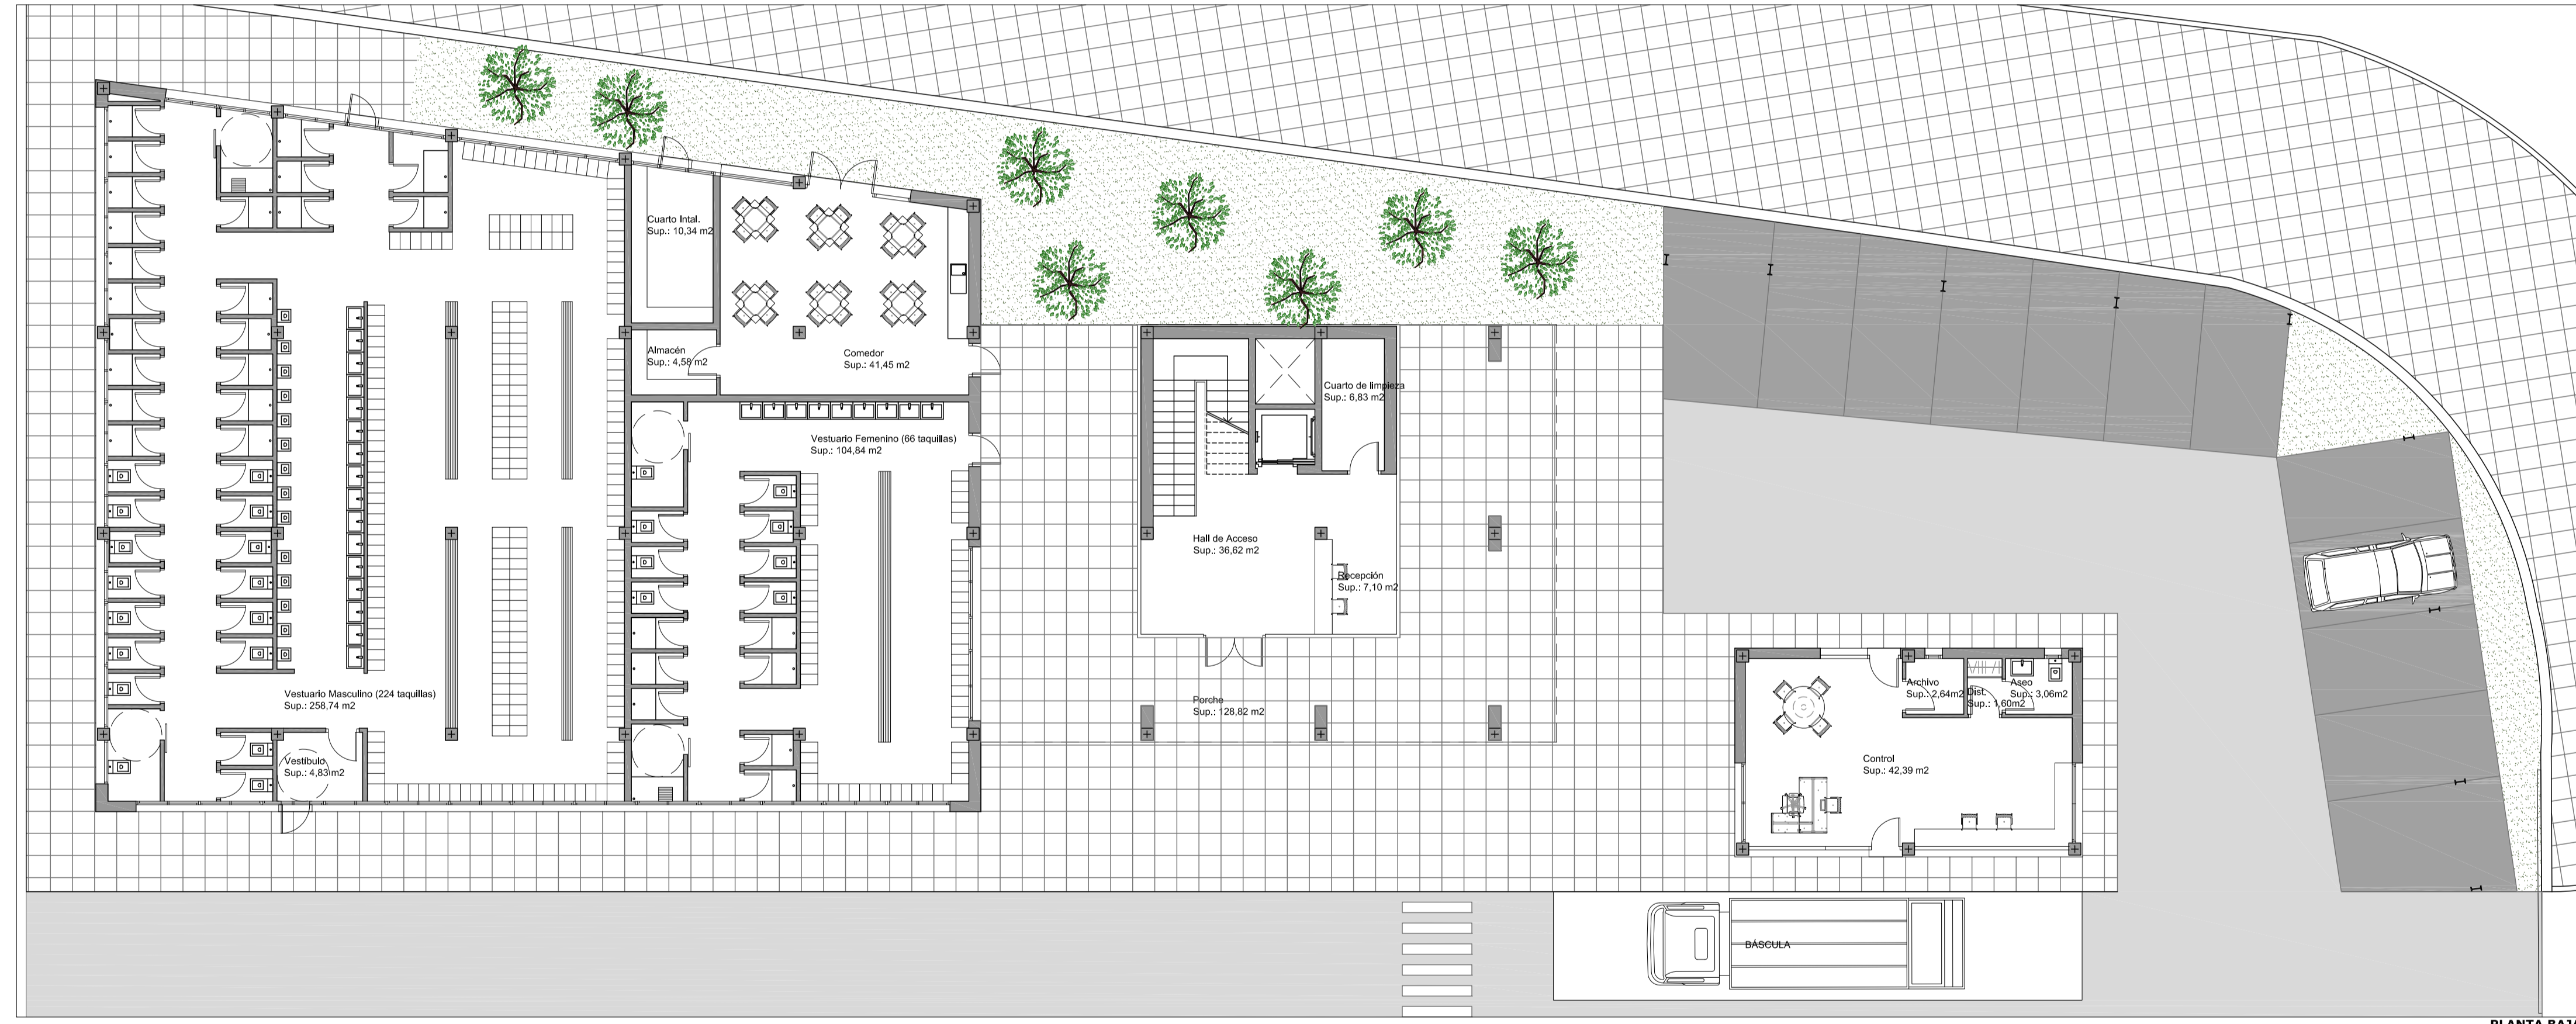 Cuarto Intal.
Sup.: 10,34 m2
Almacén
Sup.: 4,58 m2
Comedor
Sup.: 41,45 m2
Cuarto de limpieza
Sup.: 6,83 m2
Vestuario Femenino (66 taquillas)
Sup.: 104,84 m2
Hall de Acceso
Sup.: 36,62 m2
Recepción
Sup.: 7,10 m2
Vestuario Masculino (224 taquillas)
Sup.: 258,74 m2
Porche
Sup.: 128,82 m2
Archivo
Sup.: 2,64m2
Dist.
Sup.: 1,60m2
Aseo
Sup.: 3,06m2
Vestíbulo
Sup.: 4,83 m2
Control
Sup.: 42,39 m2
BÁSCULA
PLANTA BAJA